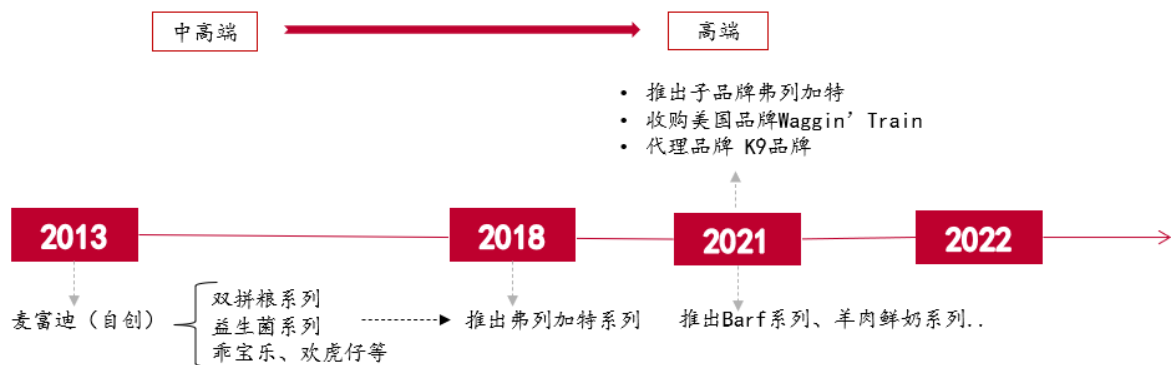 中高端
高端
• 推出子品牌弗列加特
• 收购美国品牌Waggin’ Train
• 代理品牌 K9品牌
2013
2018
2021
2022
麦富迪（自创）
双拼粮系列
益生菌系列
乖宝乐、欢虎仔等
推出弗列加特系列
推出Barf系列、羊肉鲜奶系列..